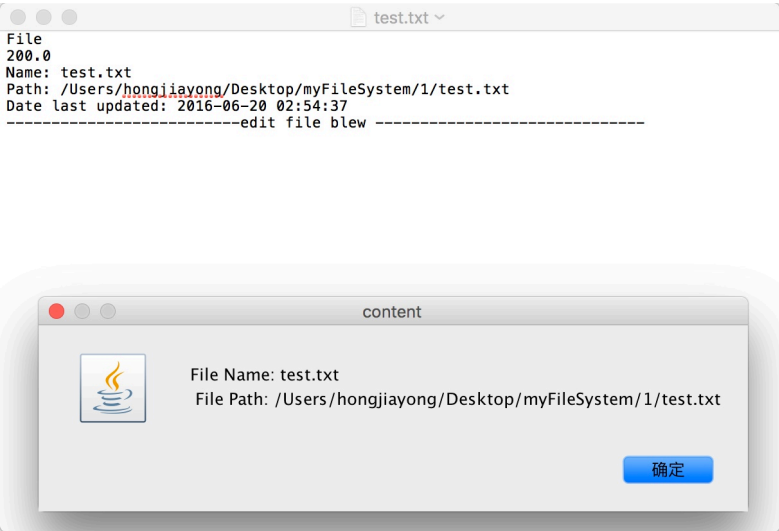 test.txt
File
200.0
Name: test.txt
Path: /Users/hongjiayong/Desktop/myFileSystem/1/test.txt
Date last updated: 2016-06-20 02:54:37
--------------------------edit file blew ------------------------------
content
File Name: test.txt
File Path: /Users/hongjiayong/Desktop/myFileSystem/1/test.txt
确定